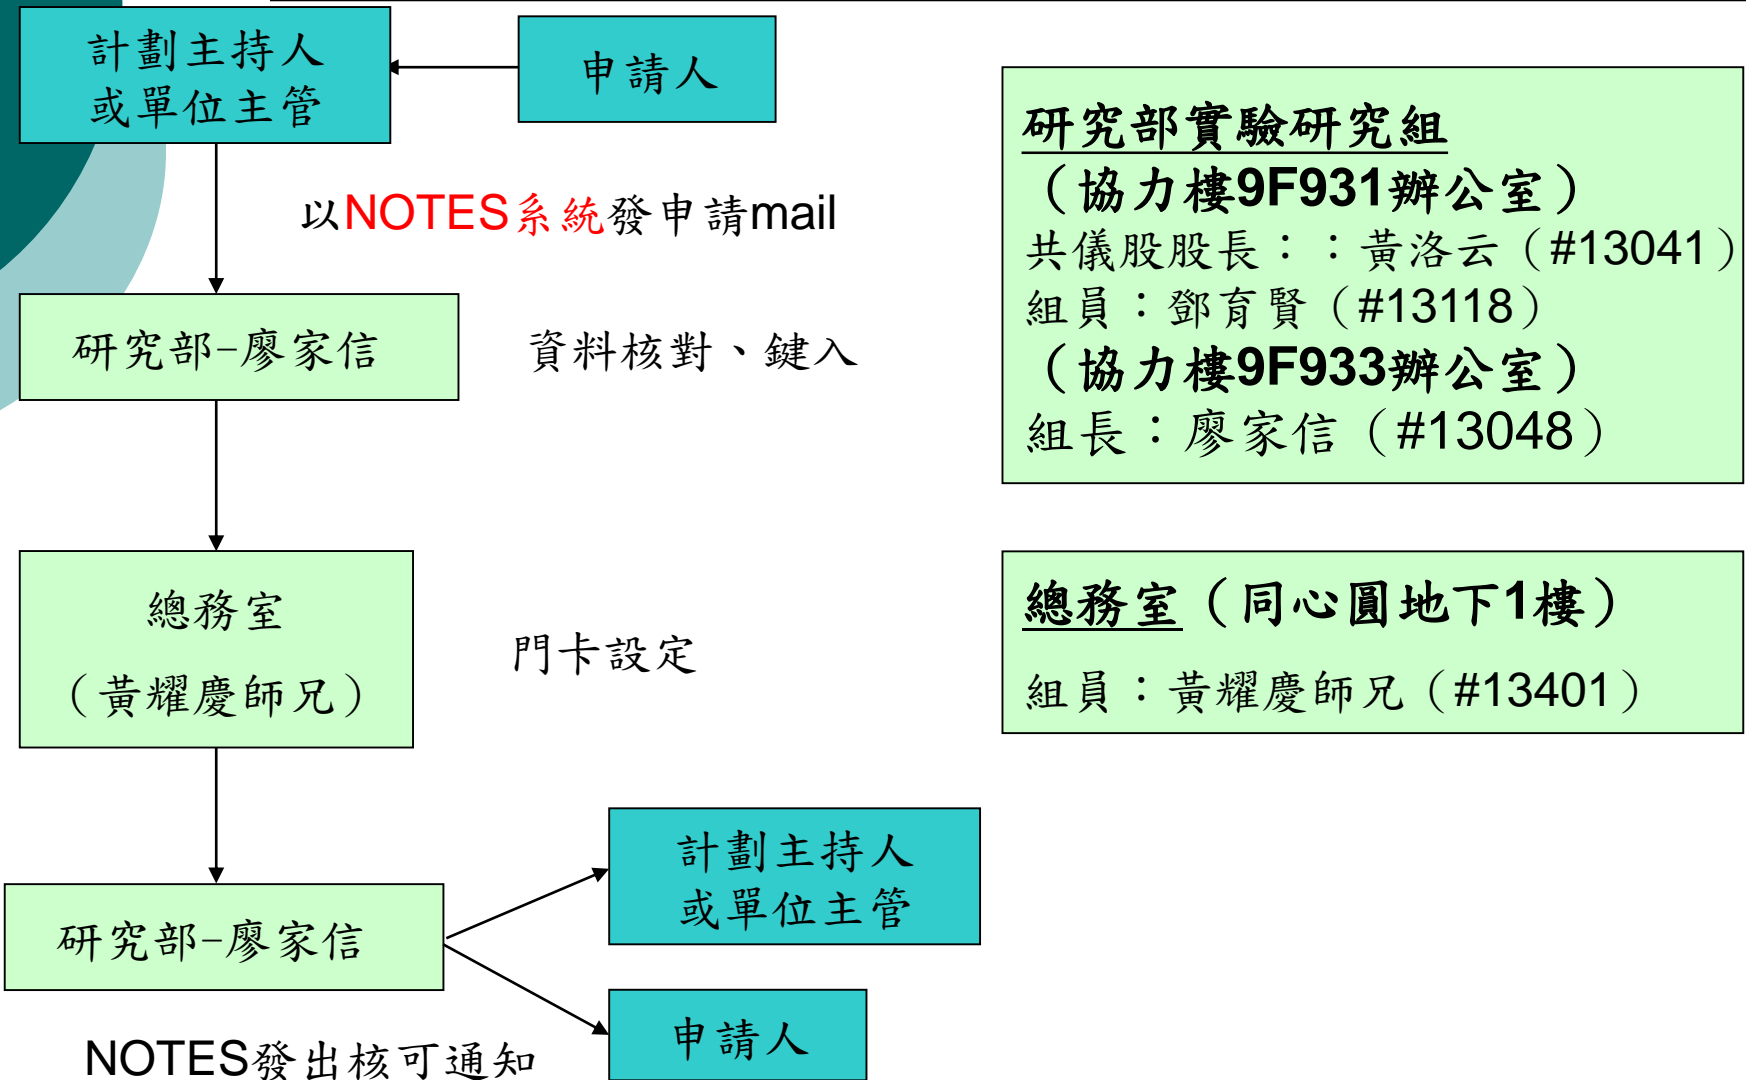 計劃主持人
或單位主管
申請人
以NOTES系統發申請mail
研究部-廖家信
資料核對、鍵入
總務室
（黃耀慶師兄）
門卡設定
研究部-廖家信
計劃主持人
或單位主管
申請人
NOTES發出核可通知
研究部實驗研究組
（協力樓9F931辦公室）
共儀股股長：：黃洛云（#13041）
組員：鄧育賢（#13118）
（協力樓9F933辦公室）
組長：廖家信（#13048）
總務室（同心圓地下1樓）
組員：黃耀慶師兄（#13401）